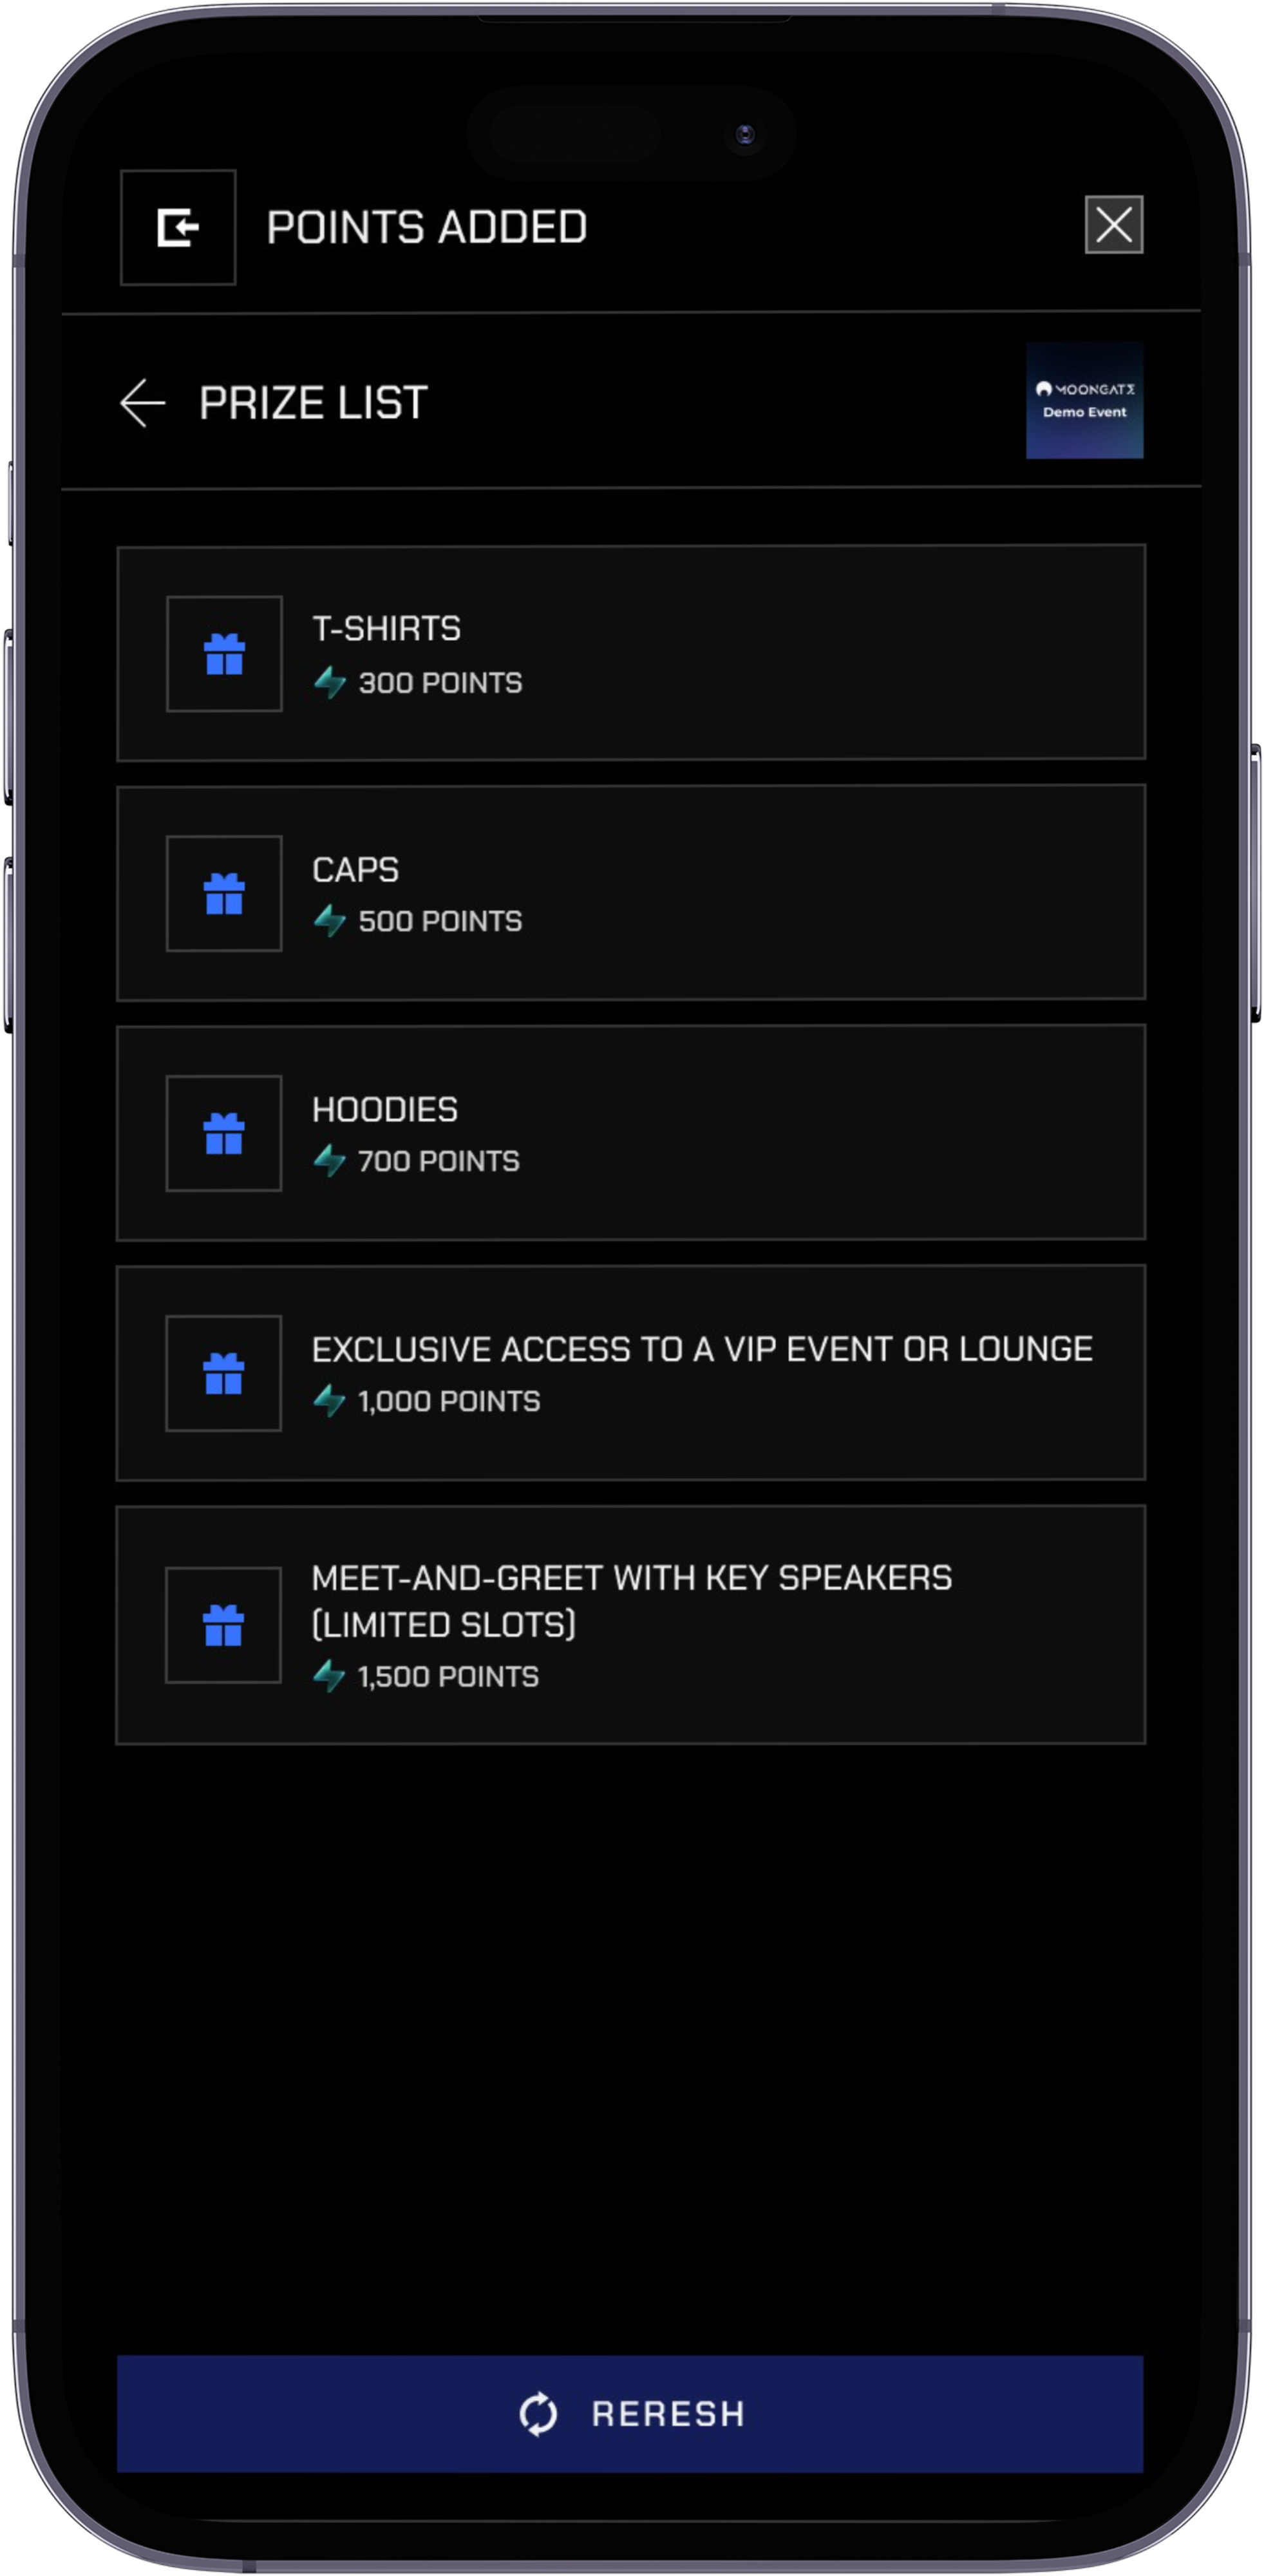 POINTS ADDED
PRIZE LIST
MOONGATΣ
Demo Event
T-SHIRTS
300 POINTS
CAPS
500 POINTS
HOODIES
700 POINTS
EXCLUSIVE ACCESS TO A VIP EVENT OR LOUNGE
1,000 POINTS
MEET-AND-GREET WITH KEY SPEAKERS
(LIMITED SLOTS)
1,500 POINTS
RERESH